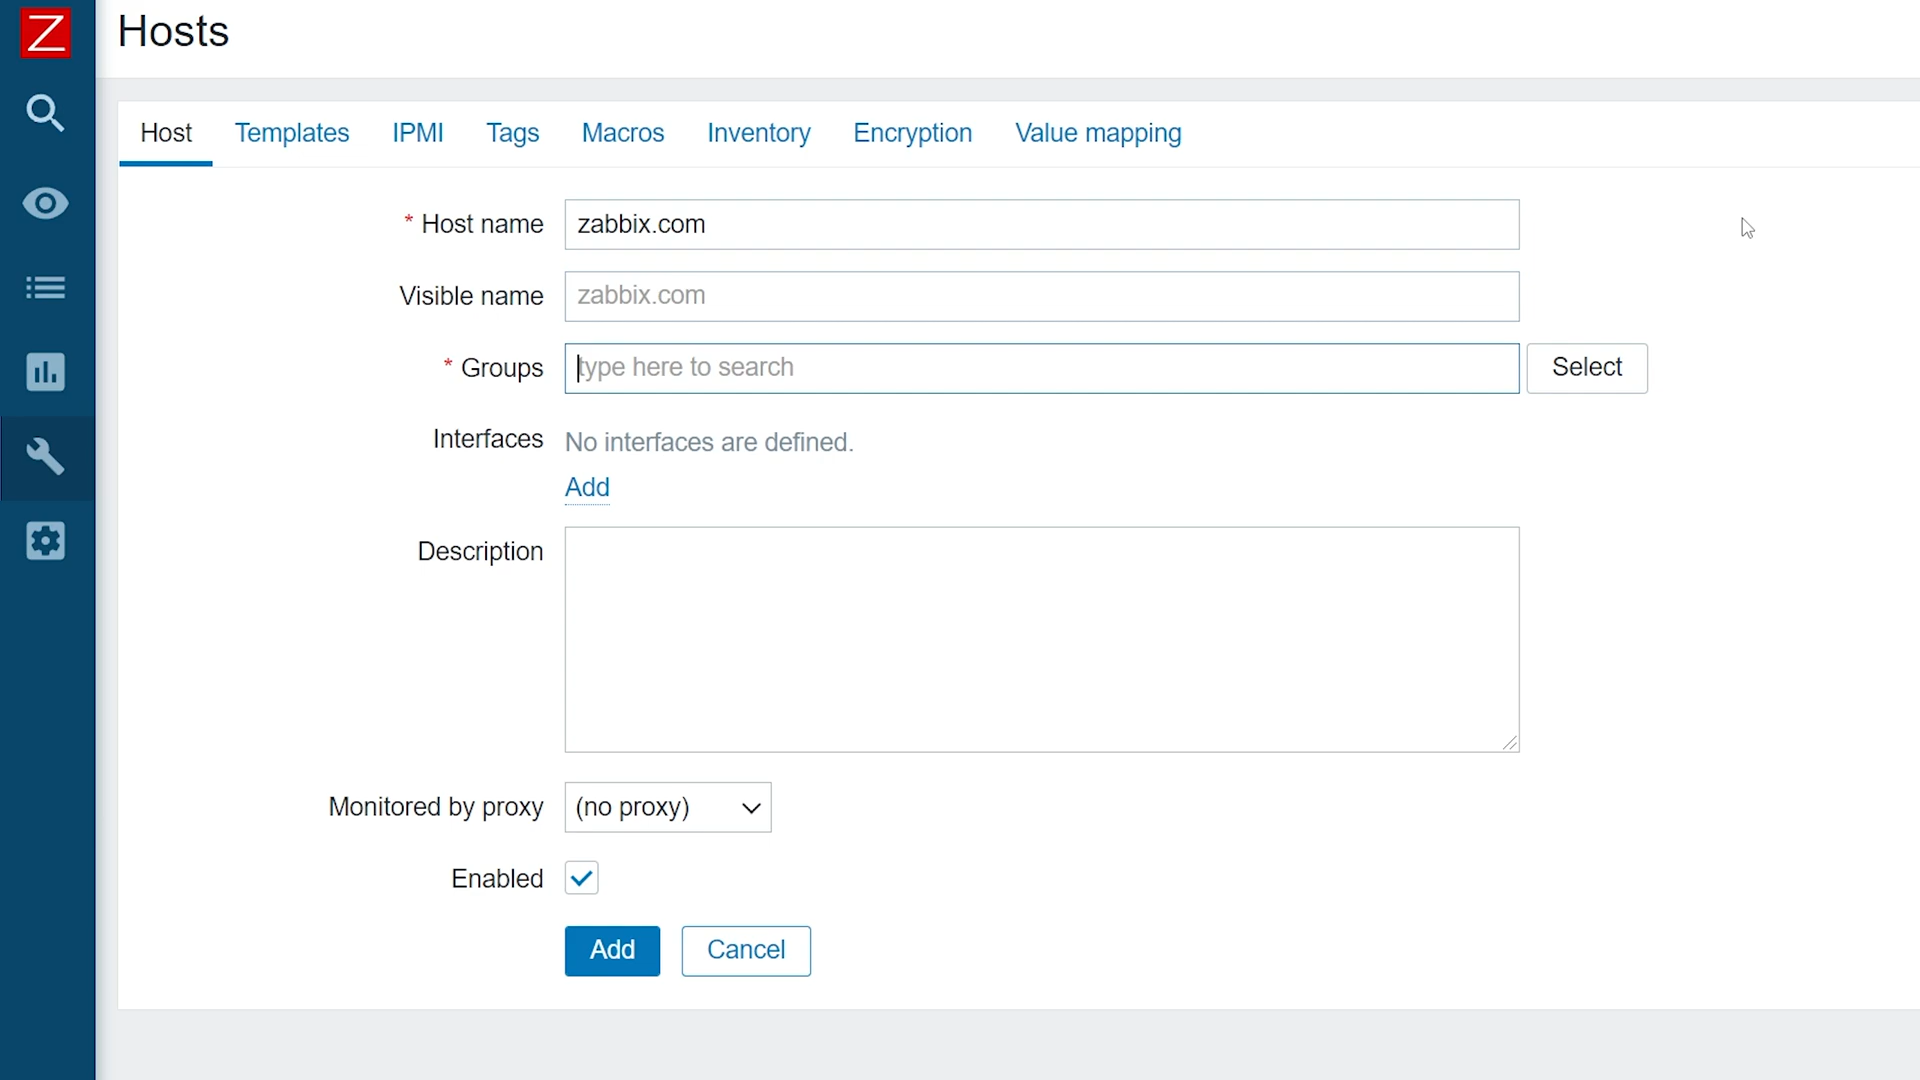 Z
Hosts
Host Templates IPMI Tags Macros Inventory Encryption Value mapping
* Host name zabbix.com
Visible name zabbix.com
* Groups type here to search Select
Interfaces No interfaces are defined.
Add
Description
Monitored by proxy (no proxy)
Enabled
Add Cancel